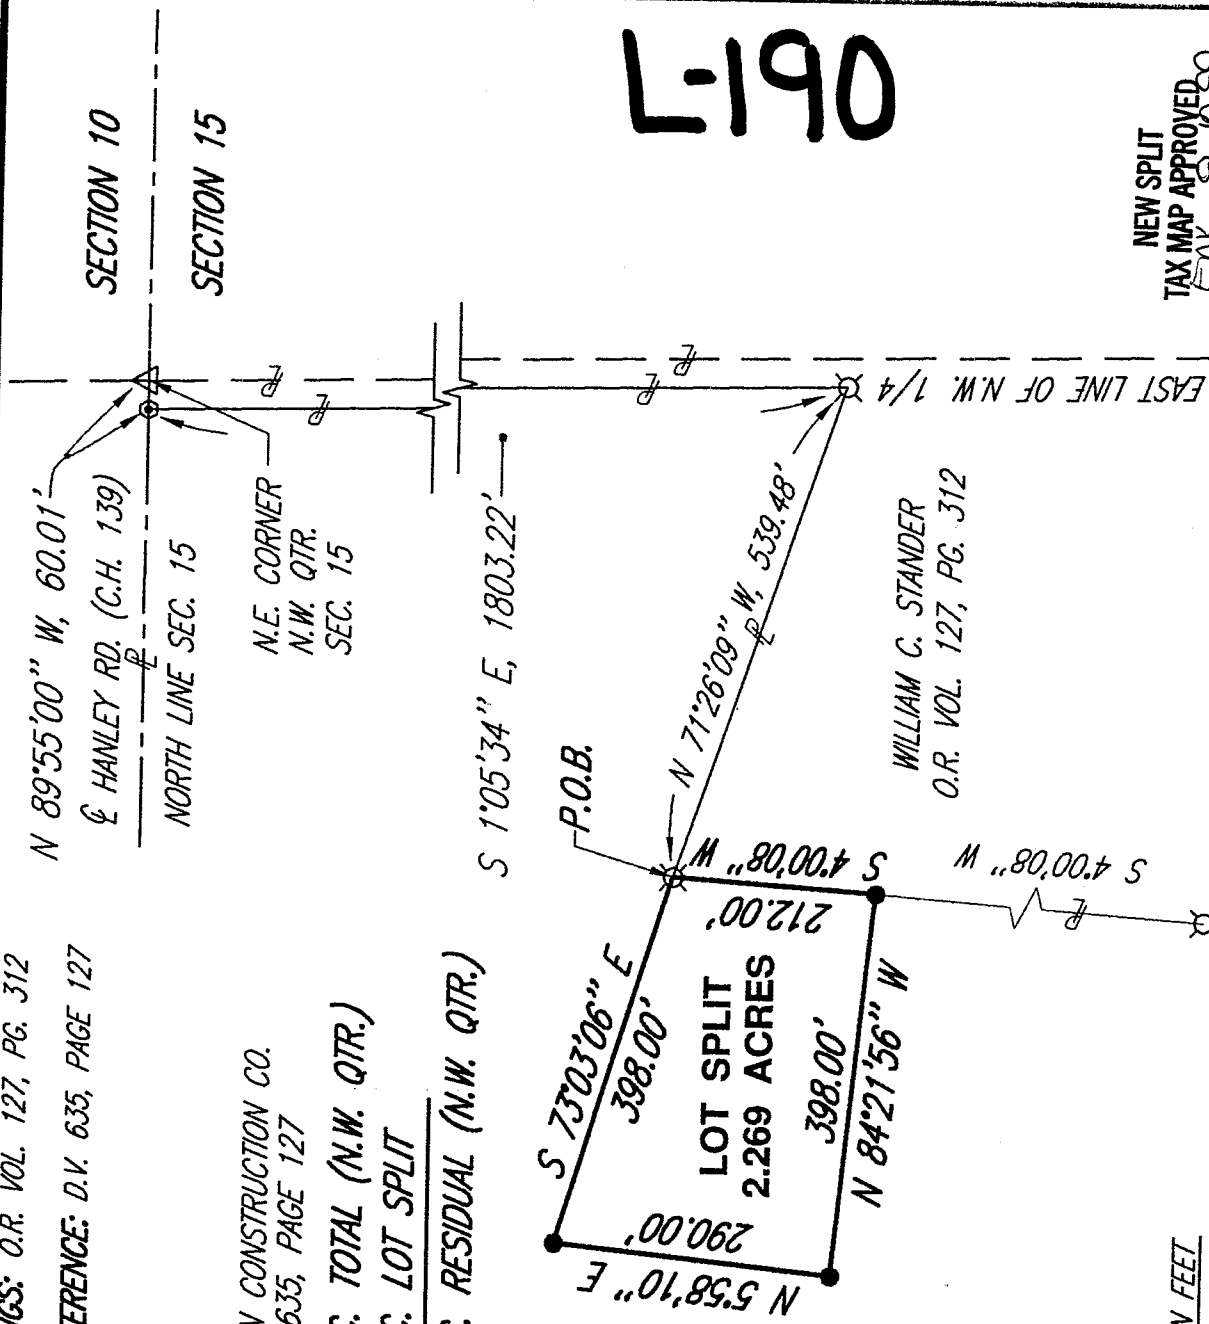 L-190
SECTION 10
SECTION 15
NEW SPLIT
TAX MAP APPROVED
N 89°55'00" W, 60.01'
℄ HANLEY RD. (C.H. 139)
NORTH LINE SEC. 15
N.E. CORNER
N.W. QTR.
SEC. 15
S 1°05'34" E, 1803.22'
EAST LINE OF N.W. 1/4
N 71°26'09" W, 539.48'
P.O.B.
WILLIAM C. STANDER
O.R. VOL. 127, PG. 312
S 4°00'08" W
212.00'
S 4°00'08" W
S 73°03'06" E
398.00'
LOT SPLIT
2.269 ACRES
398.00'
N 84°21'56" W
290.00'
N 5°58'10" E
GS: O.R. VOL. 127, PG. 312
ERENCE: D.V. 635, PAGE 127
N CONSTRUCTION CO.
635, PAGE 127
C. TOTAL (N.W. QTR.)
C. LOT SPLIT
C. RESIDUAL (N.W. QTR.)
N FEET